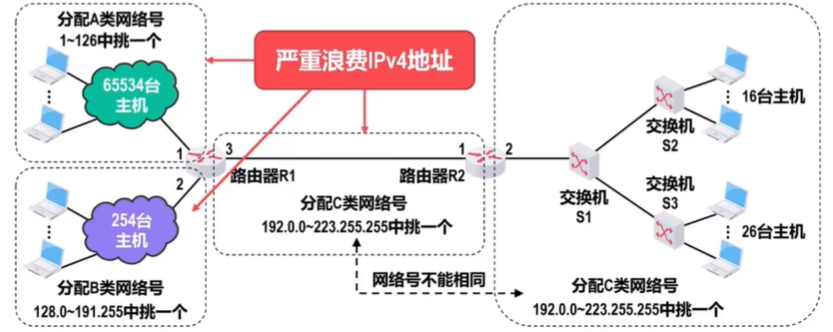 分配A类网络号
1~126中挑一个
65534台
主机
严重浪费IPv4地址
16台主机
交换机
S2
1
3
2
路由器R1
1
2
路由器R2
交换机
S1
交换机
S3
26台主机
254台
主机
分配C类网络号
192.0.0~223.255.255中挑一个
网络号不能相同
分配B类网络号
128.0~191.255中挑一个
分配C类网络号
192.0.0~223.255.255中挑一个